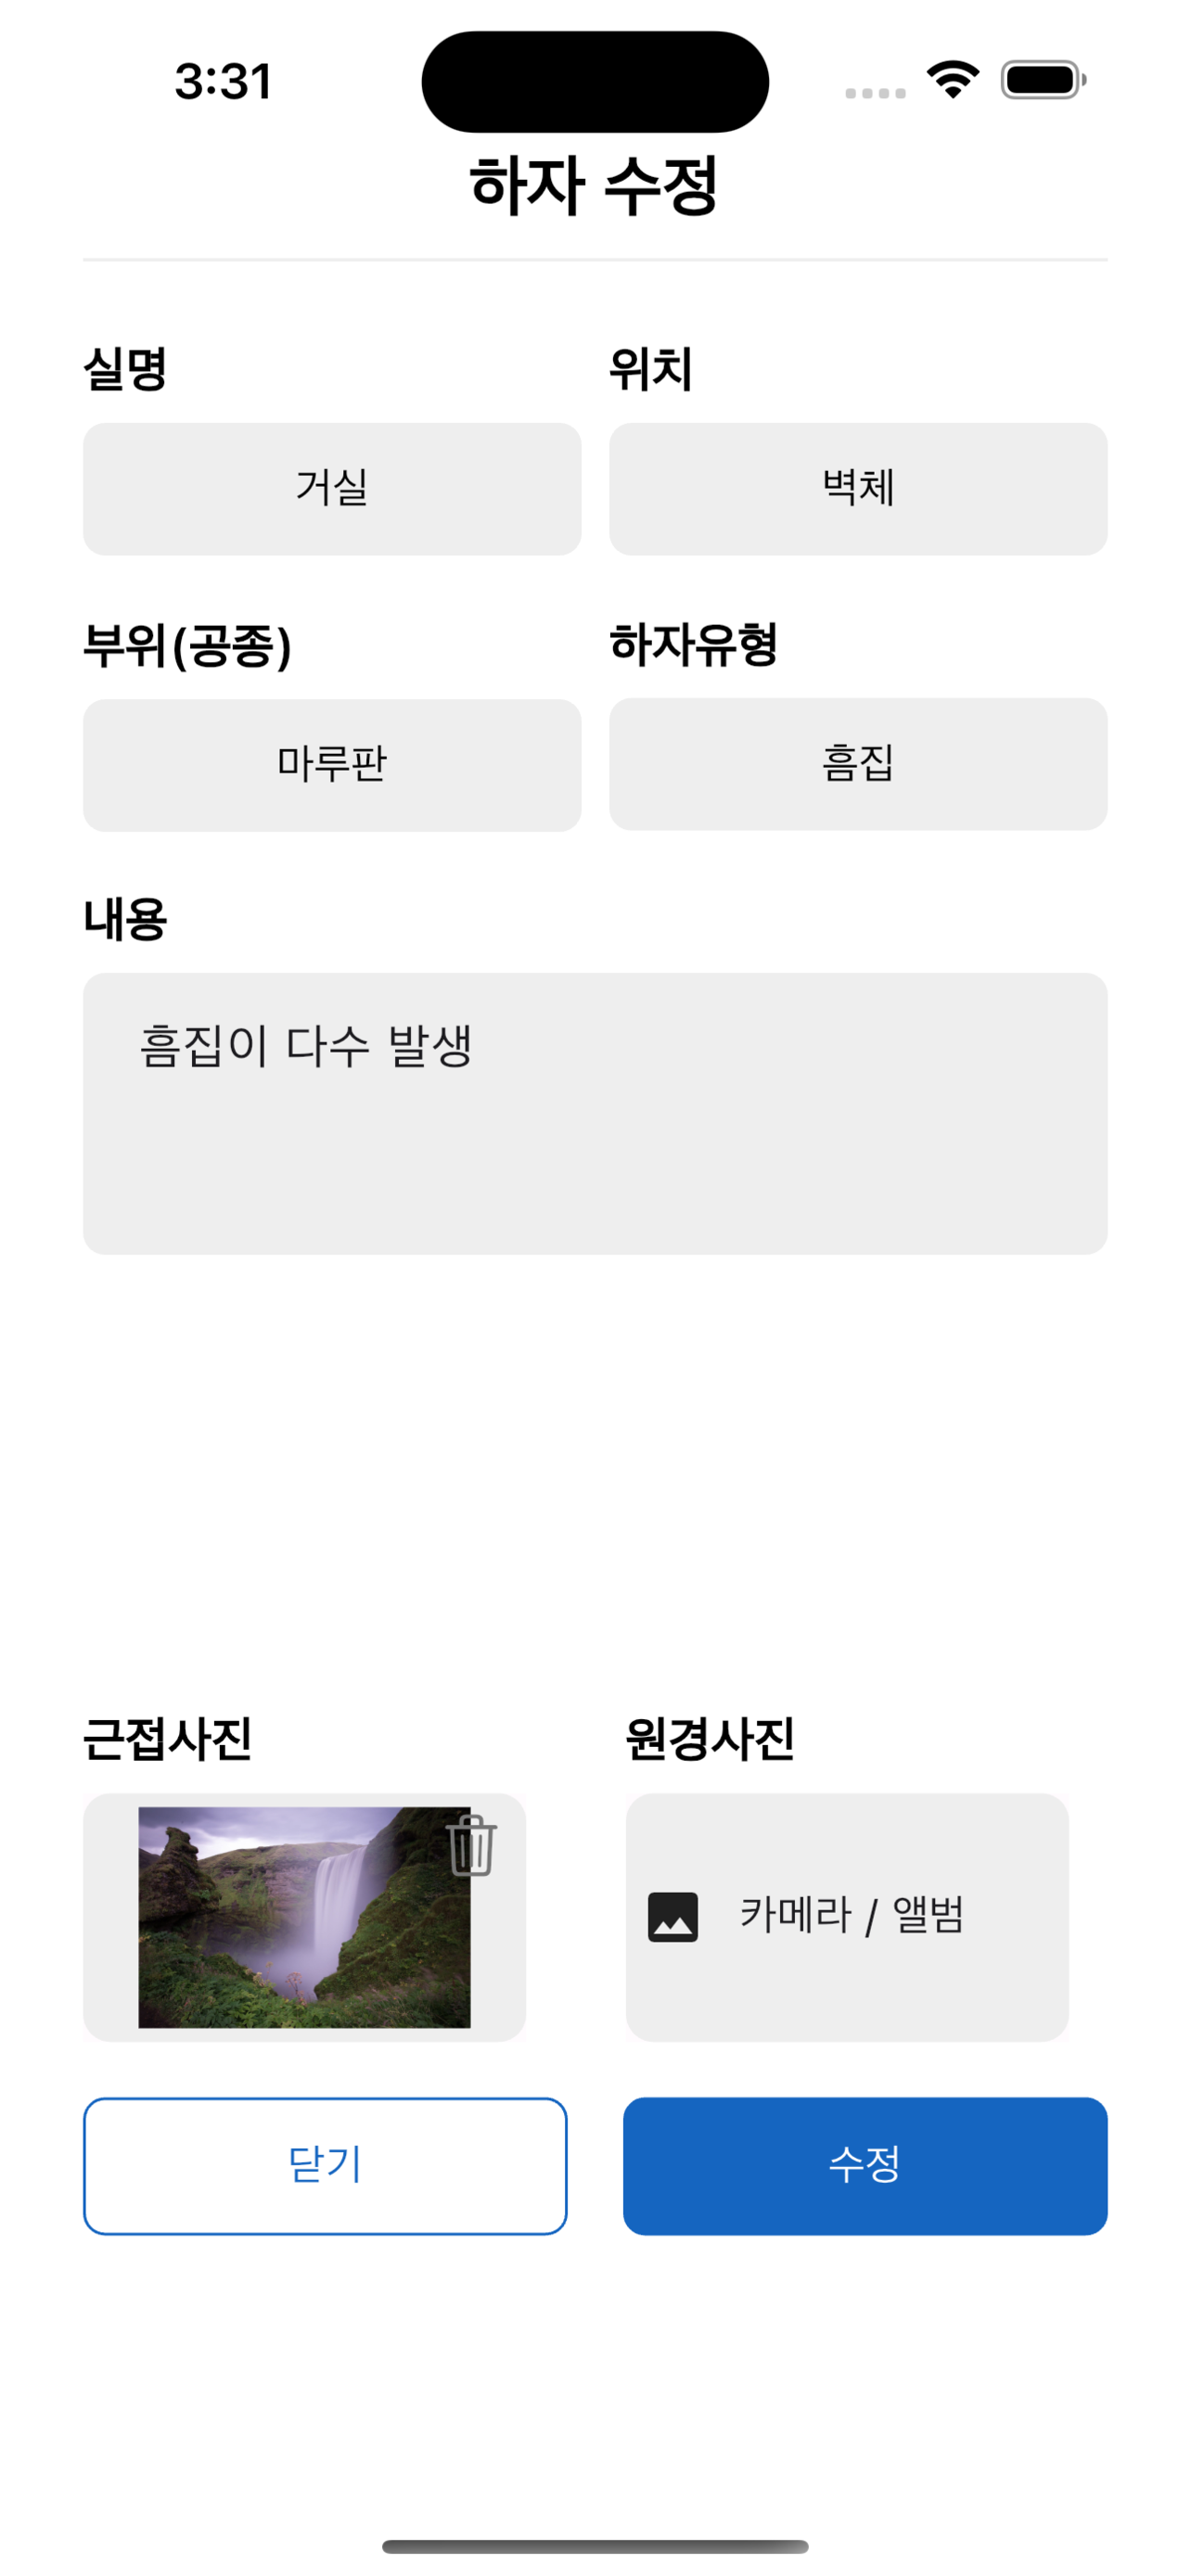 3:31
하자 수정
실명 위치
거실 벽체
부위(공종) 하자유형
마루판 흠집
내용
흠집이 다수 발생
근접사진 원경사진
카메라 / 앨범
닫기 수정